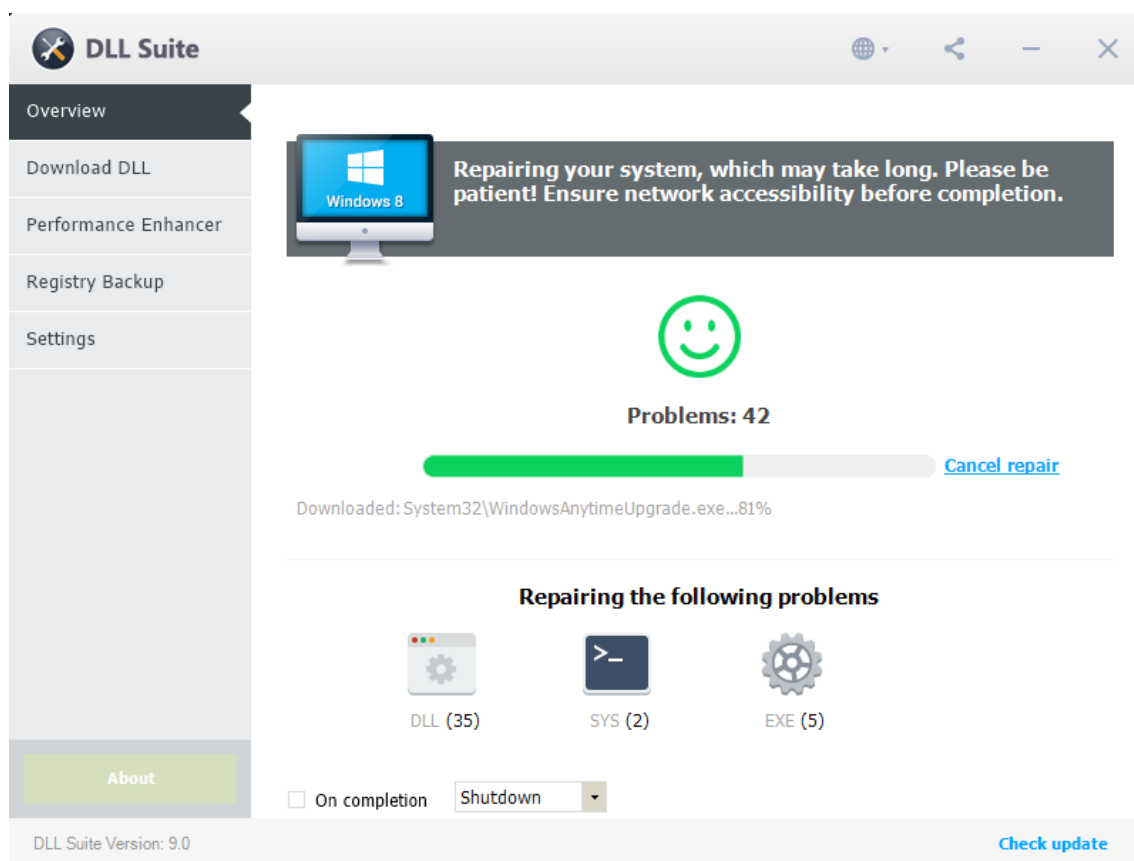 DLL Suite
Overview
Download DLL
Performance Enhancer
Registry Backup
Settings
Windows 8
Repairing your system, which may take long. Please be
patient! Ensure network accessibility before completion.
Problems: 42
Cancel repair
Downloaded: System32\WindowsAnytimeUpgrade.exe...81%
Repairing the following problems
>_
DLL (35)
SYS (2)
EXE (5)
About
On completion
Shutdown
DLL Suite Version: 9.0
Check update